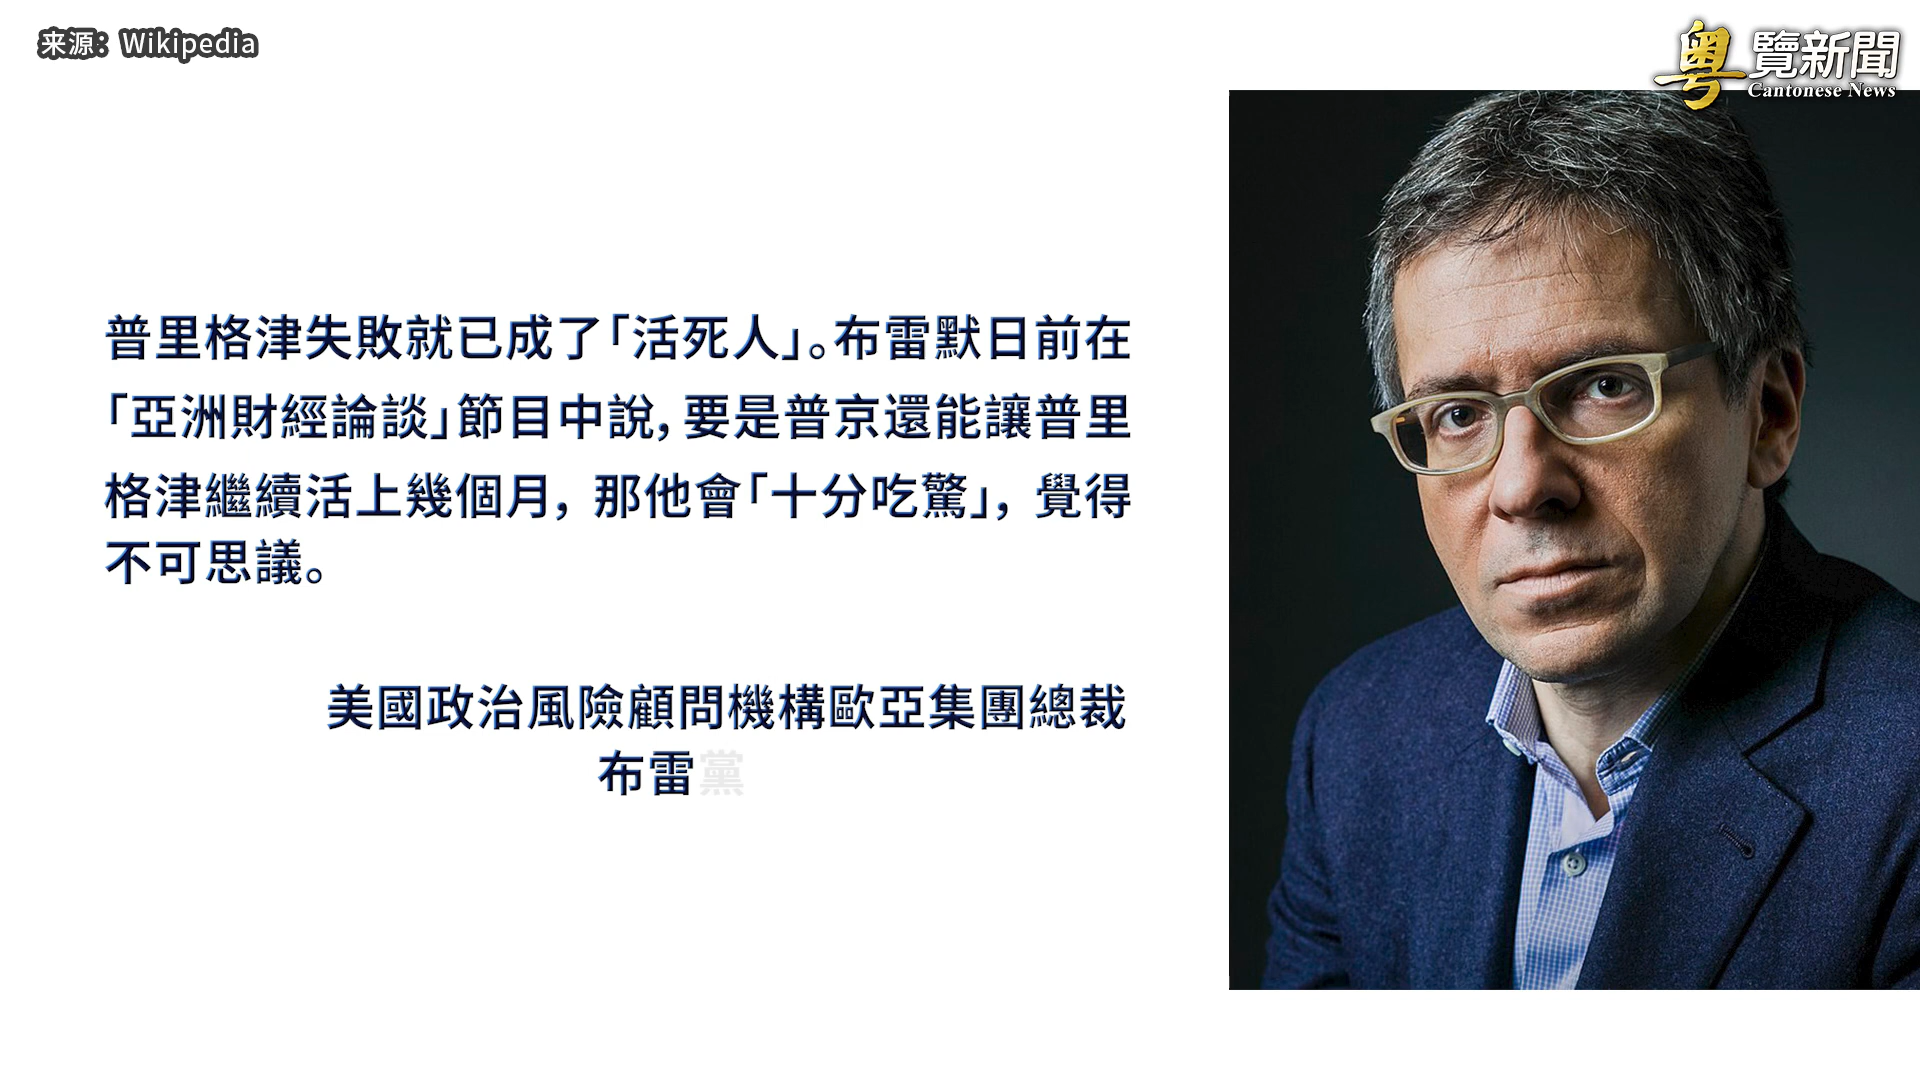 来源：Wikipedia
粤覽新聞
Cantonese News
普里格津失敗就已成了「活死人」。布雷默日前在
「亞洲財經論談」節目中說，要是普京還能讓普里
格津繼續活上幾個月，那他會「十分吃驚」，覺得
不可思議。
美國政治風險顧問機構歐亞集團總裁
布雷黨